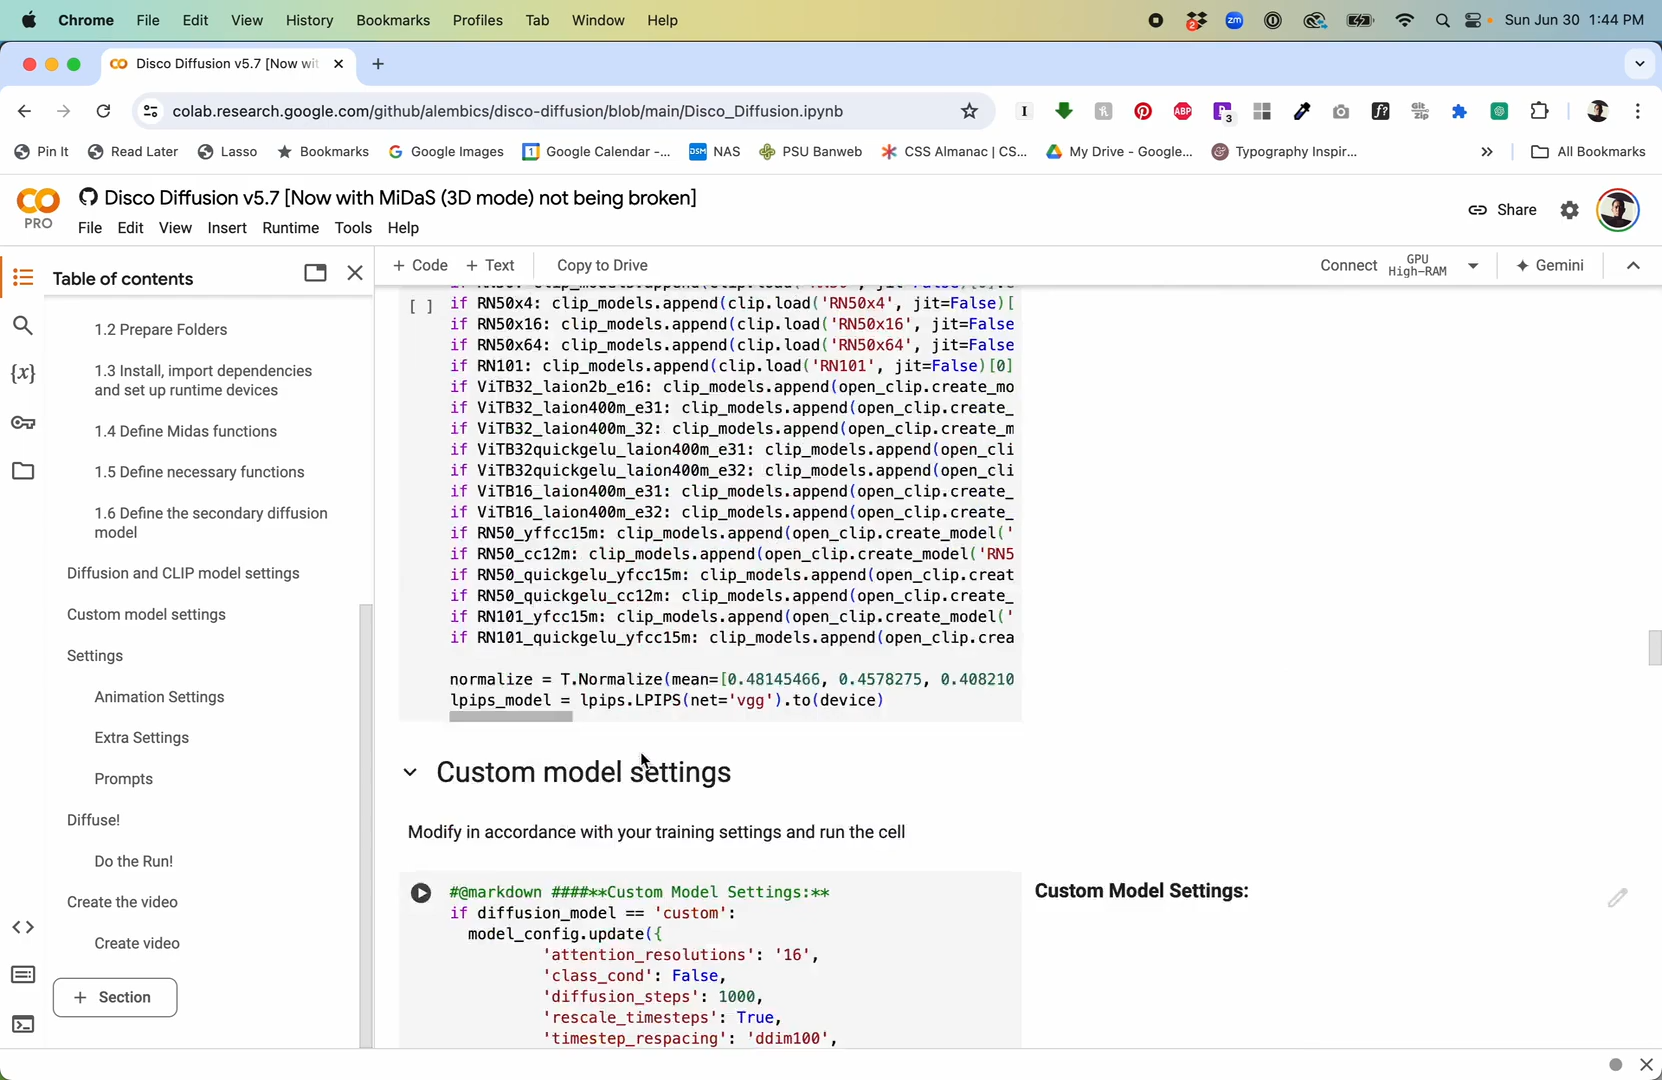 Chrome File Edit View History Bookmarks Profiles Tab Window Help 2 zm Sun Jun 30 1:44 PM
Disco Diffusion v5.7 [Now wit
colab.research.google.com/github/alembics/disco-diffusion/blob/main/Disco_Diffusion.ipynb ABP 3 f?
Pin It Read Later Lasso Bookmarks Google Images Google Calendar -... DSM NAS PSU Banweb CSS Almanac | CS... My Drive - Google... Typography Inspir... All Bookmarks
Disco Diffusion v5.7 [Now with MiDaS (3D mode) not being broken]
PRO File Edit View Insert Runtime Tools Help Share
Table of contents
+ Code + Text Copy to Drive Connect GPU High-RAM Gemini
1.2 Prepare Folders
1.3 Install, import dependencies
and set up runtime devices
1.4 Define Midas functions
1.5 Define necessary functions
1.6 Define the secondary diffusion
model
Diffusion and CLIP model settings
Custom model settings
Settings
Animation Settings
Extra Settings
Prompts
Diffuse!
Do the Run!
Create the video
Create video
+ Section
[ ] if RN50x4: clip_models.append(clip.load('RN50x4', jit=False)[
if RN50x16: clip_models.append(clip.load('RN50x16', jit=False
if RN50x64: clip_models.append(clip.load('RN50x64', jit=False
if RN101: clip_models.append(clip.load('RN101', jit=False)[0]
if ViTB32_laion2b_e16: clip_models.append(open_clip.create_mo
if ViTB32_laion400m_e31: clip_models.append(open_clip.create_
if ViTB32_laion400m_32: clip_models.append(open_clip.create_m
if ViTB32quickgelu_laion400m_e31: clip_models.append(open_cli
if ViTB32quickgelu_laion400m_e32: clip_models.append(open_cli
if ViTB16_laion400m_e31: clip_models.append(open_clip.create_
if ViTB16_laion400m_e32: clip_models.append(open_clip.create_
if RN50_yffcc15m: clip_models.append(open_clip.create_model('
if RN50_cc12m: clip_models.append(open_clip.create_model('RN5
if RN50_quickgelu_yfcc15m: clip_models.append(open_clip.creat
if RN50_quickgelu_cc12m: clip_models.append(open_clip.create_
if RN101_yfcc15m: clip_models.append(open_clip.create_model('
if RN101_quickgelu_yfcc15m: clip_models.append(open_clip.crea
normalize = T.Normalize(mean=[0.48145466, 0.4578275, 0.408210
lpips_model = lpips.LPIPS(net='vgg').to(device)
Custom model settings
Modify in accordance with your training settings and run the cell
#@markdown ####**Custom Model Settings:**
if diffusion_model == 'custom':
model_config.update({
'attention_resolutions': '16',
'class_cond': False,
'diffusion_steps': 1000,
'rescale_timesteps': True,
'timestep_respacing': 'ddim100',
Custom Model Settings: